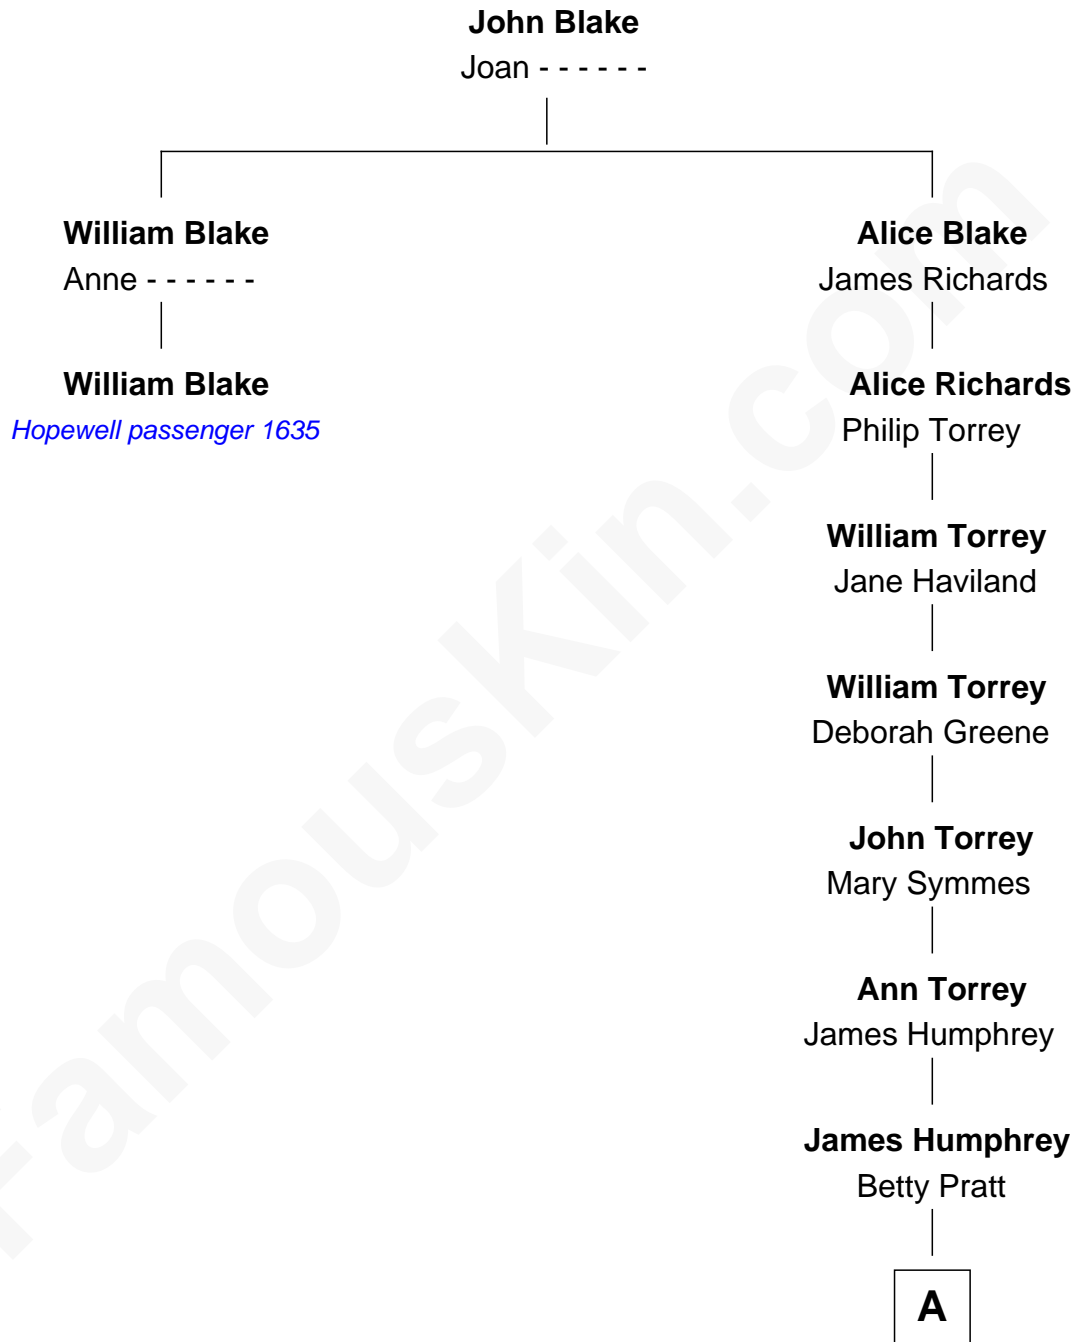 John Blake
Joan - - - - - -
William Blake
Anne - - - - - -
William Blake
Hopewell passenger 1635
Alice Blake
James Richards
Alice Richards
Philip Torrey
William Torrey
Jane Haviland
William Torrey
Deborah Greene
John Torrey
Mary Symmes
Ann Torrey
James Humphrey
James Humphrey
Betty Pratt
A
FamousKin.com